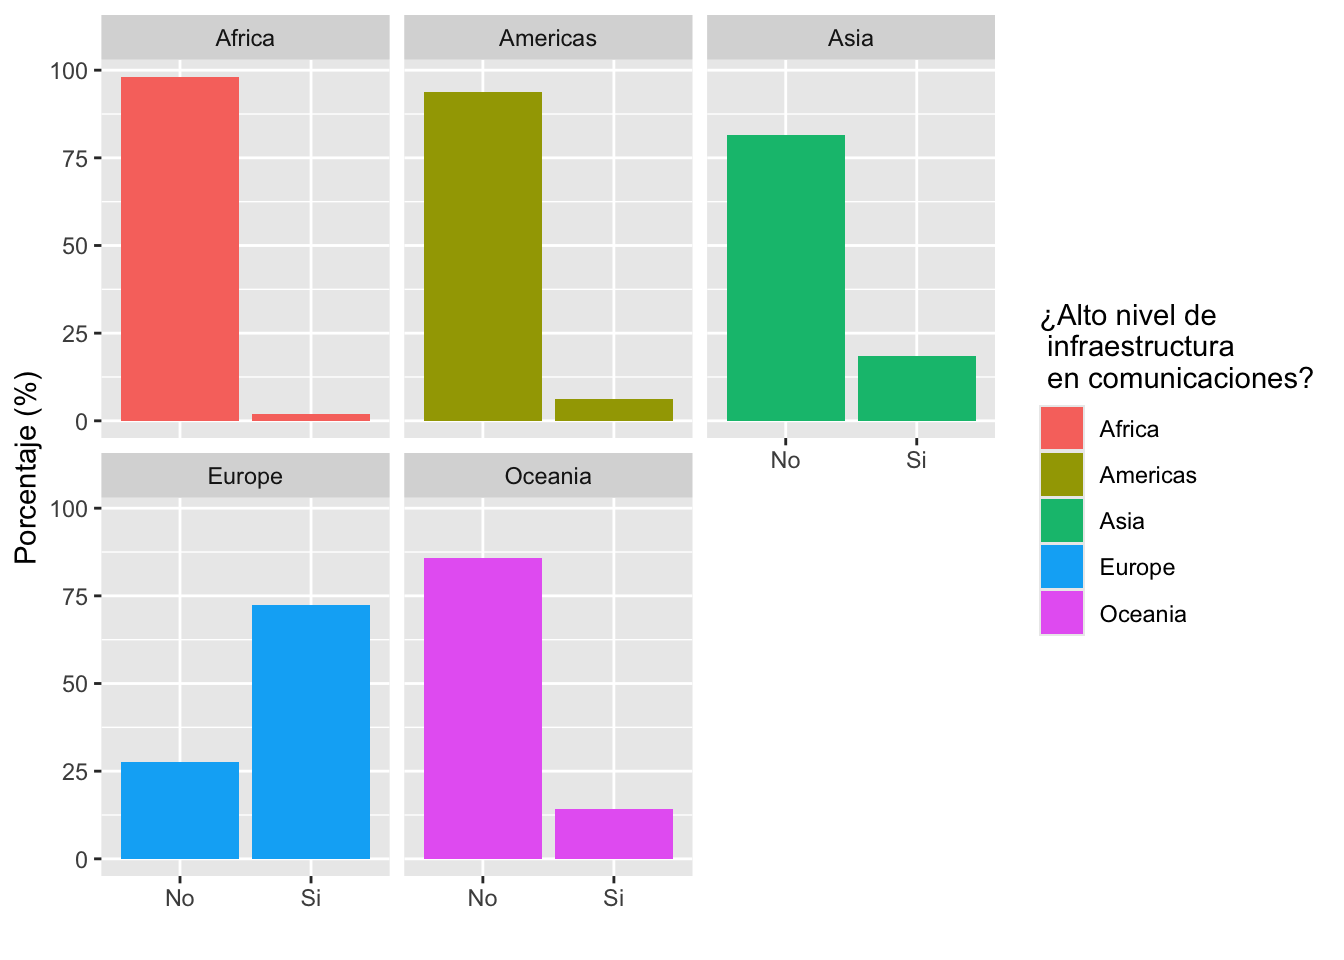 Africa
Americas
Asia
100
75
50
25
0
No
Si
Europe
Oceania
100
75
50
25
0
No
Si
No
Si
Porcentaje (%)
¿Alto nivel de
infraestructura
en comunicaciones?
Africa
Americas
Asia
Europe
Oceania